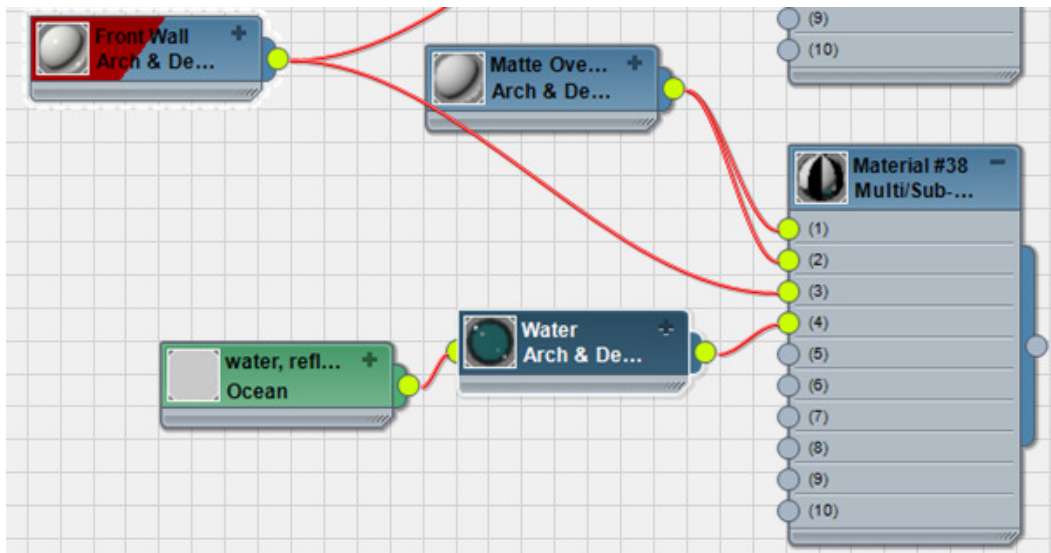 Front Wall
Arch & De...
Matte Ove...
Arch & De...
(9)
(10)
Material #38
Multi/Sub-...
(1)
(2)
(3)
(4)
(5)
(6)
(7)
(8)
(9)
(10)
Water
Arch & De...
water, refl...
Ocean